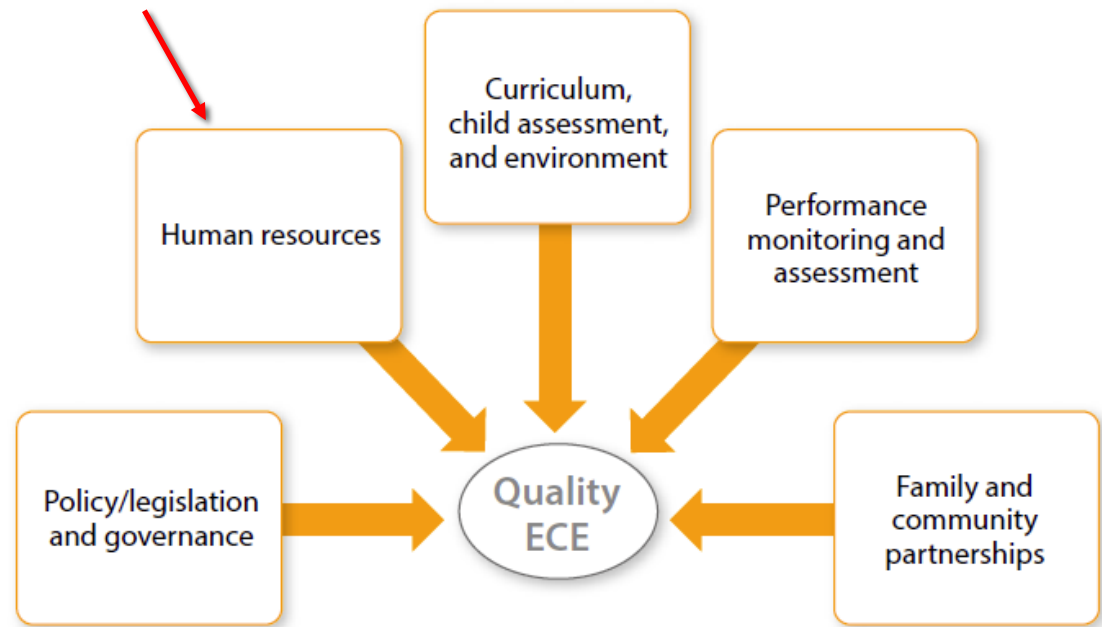 Curriculum,
child assessment,
and environment
Human resources
Performance
monitoring and
assessment
Policy/legislation
and governance
Quality
ECE
Family and
community
partnerships